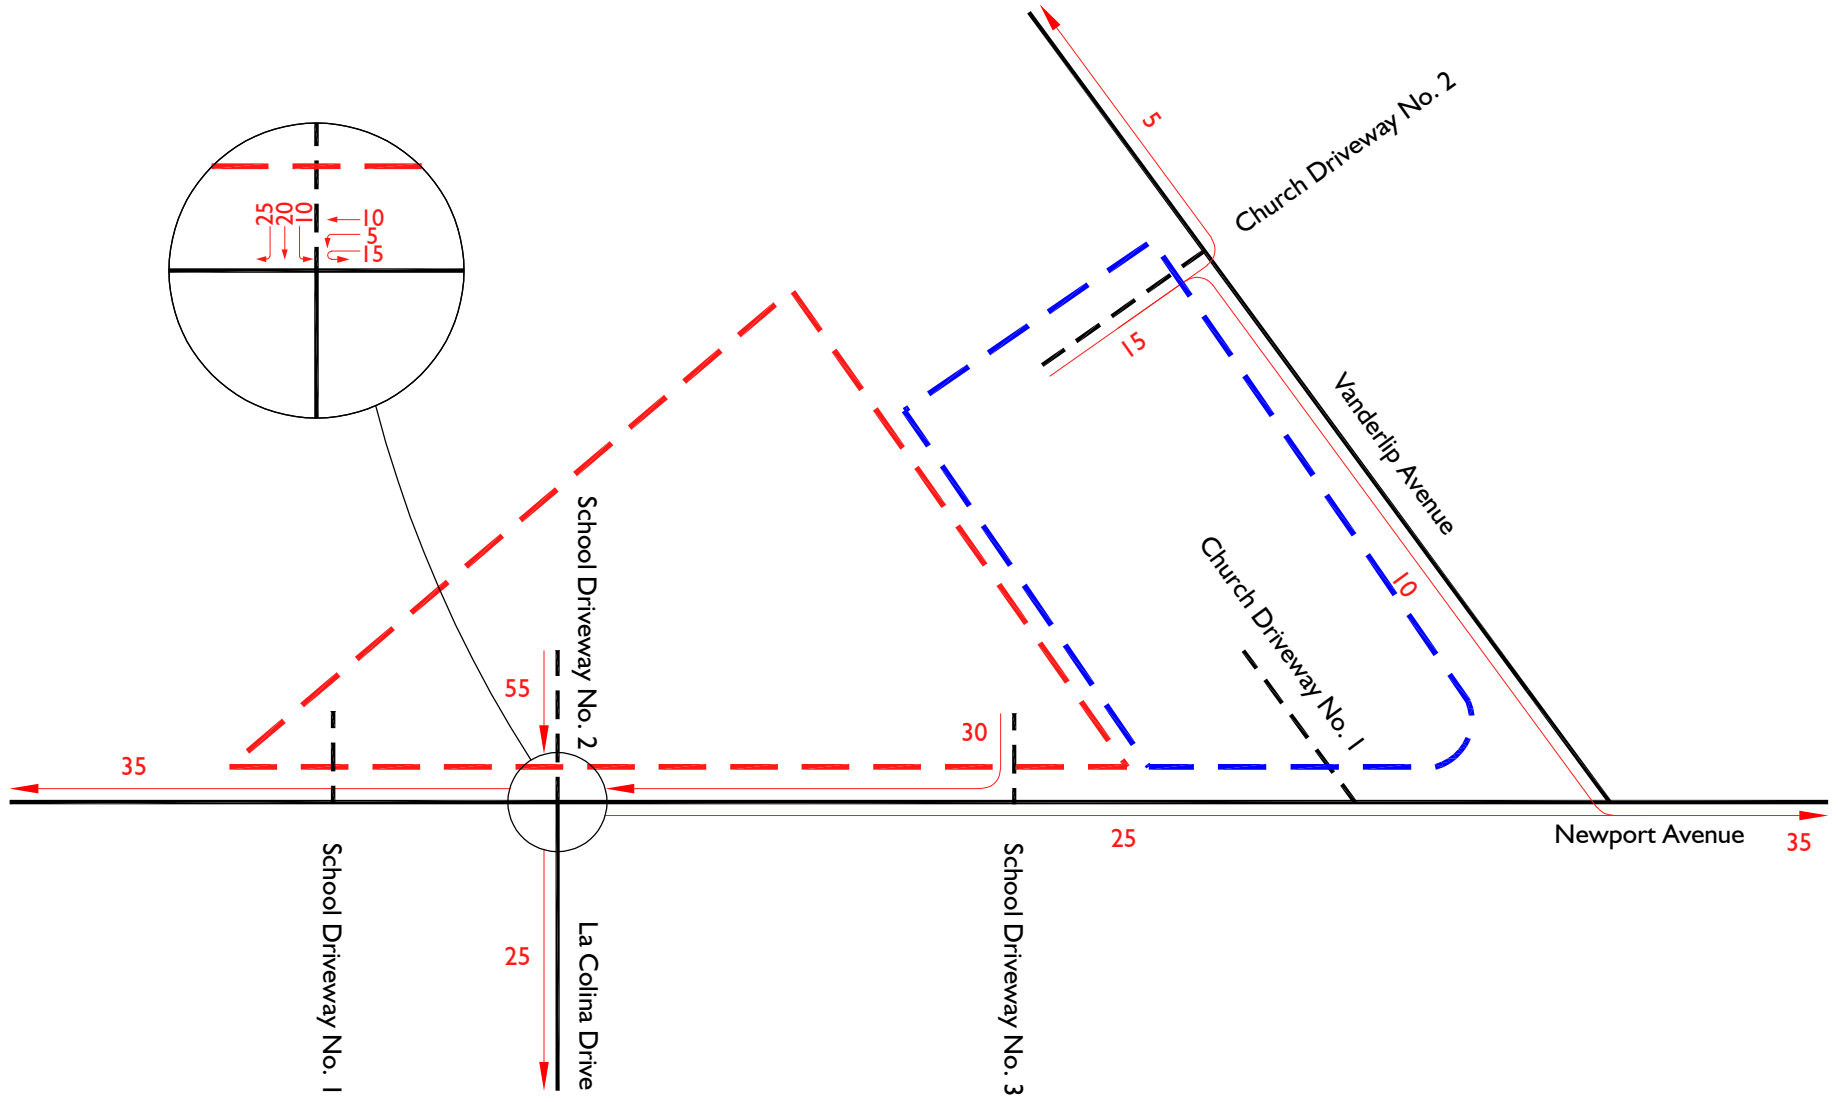 5
Church Driveway No. 2
25
20
10
10
5
15
15
Vanderlip Avenue
10
Church Driveway No. 1
School Driveway No. 2
55
30
35
25
Newport Avenue
35
School Driveway No. 1
25
La Colina Drive
School Driveway No. 3